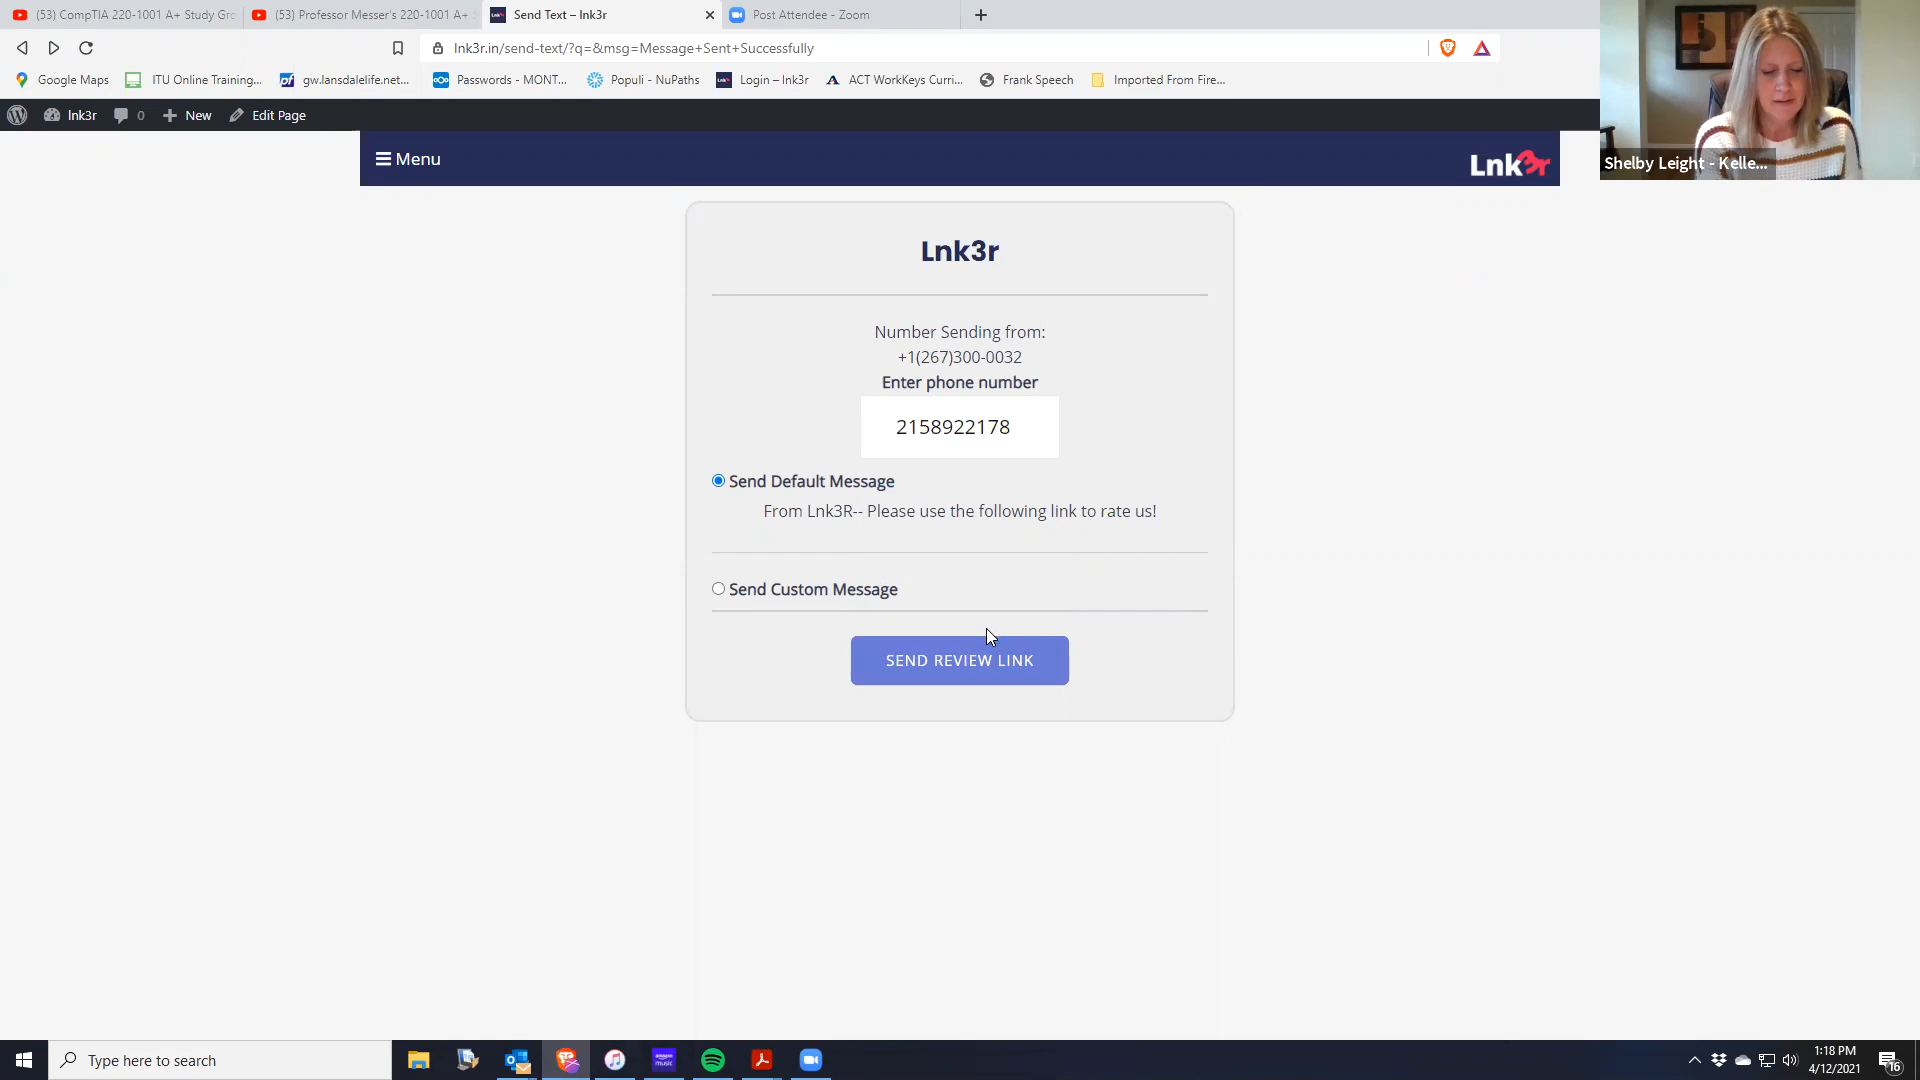 (53) CompTIA 220-1001 A+ Study Gro
(53) Professor Messer's 220-1001 A+ S
Send Text – lnk3r
Post Attendee - Zoom
lnk3r.in/send-text/?q=&msg=Message+Sent+Successfully
Google Maps
ITU Online Training...
gw.lansdalelife.net...
Passwords - MONT...
Populi - NuPaths
Login – lnk3r
ACT WorkKeys Curri...
Frank Speech
Imported From Fire...
lnk3r
0
New
Edit Page
Menu
Lnk3r
Shelby Leight - Kelle...
Lnk3r
Number Sending from:
+1(267)300-0032
Enter phone number
2158922178
Send Default Message
From Lnk3R-- Please use the following link to rate us!
Send Custom Message
SEND REVIEW LINK
Type here to search
music
1:18 PM
4/12/2021
16